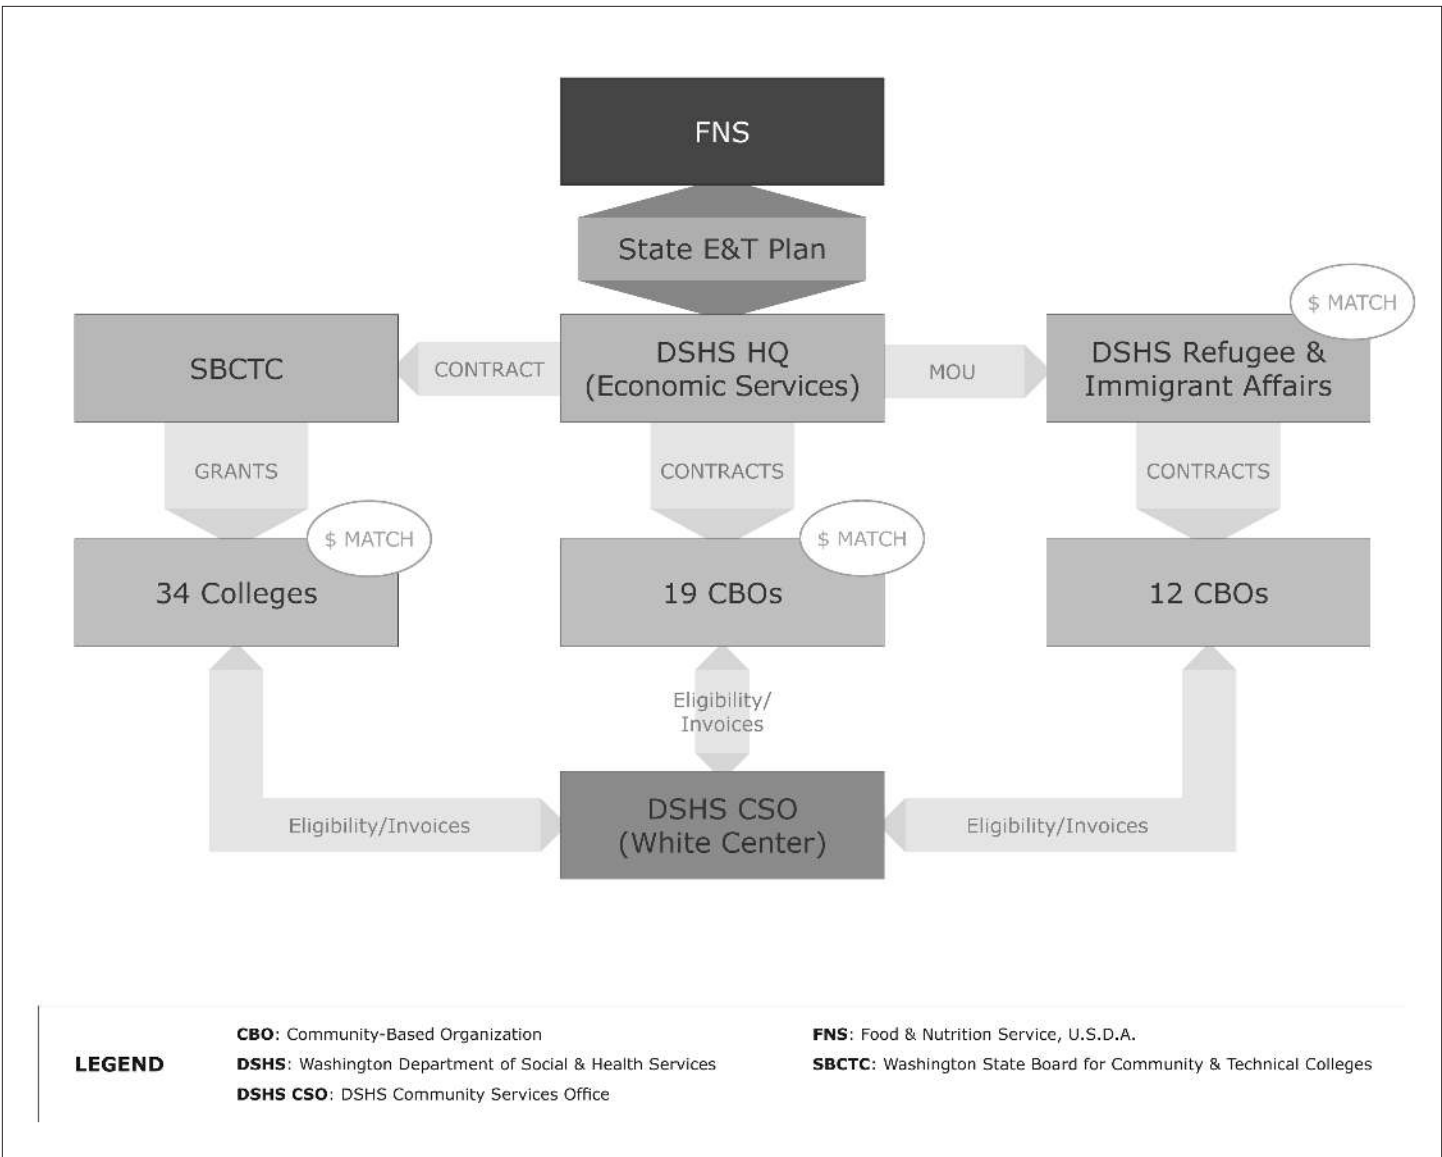 FNS
State E&T Plan
$ MATCH
SBCTC
CONTRACT
DSHS HQ
(Economic Services)
MOU
DSHS Refugee &
Immigrant Affairs
GRANTS
CONTRACTS
CONTRACTS
$ MATCH
$ MATCH
34 Colleges
19 CBOs
12 CBOs
Eligibility/
Invoices
Eligibility/Invoices
DSHS CSO
(White Center)
Eligibility/Invoices
LEGEND
CBO: Community-Based Organization
DSHS: Washington Department of Social & Health Services
DSHS CSO: DSHS Community Services Office
FNS: Food & Nutrition Service, U.S.D.A.
SBCTC: Washington State Board for Community & Technical Colleges